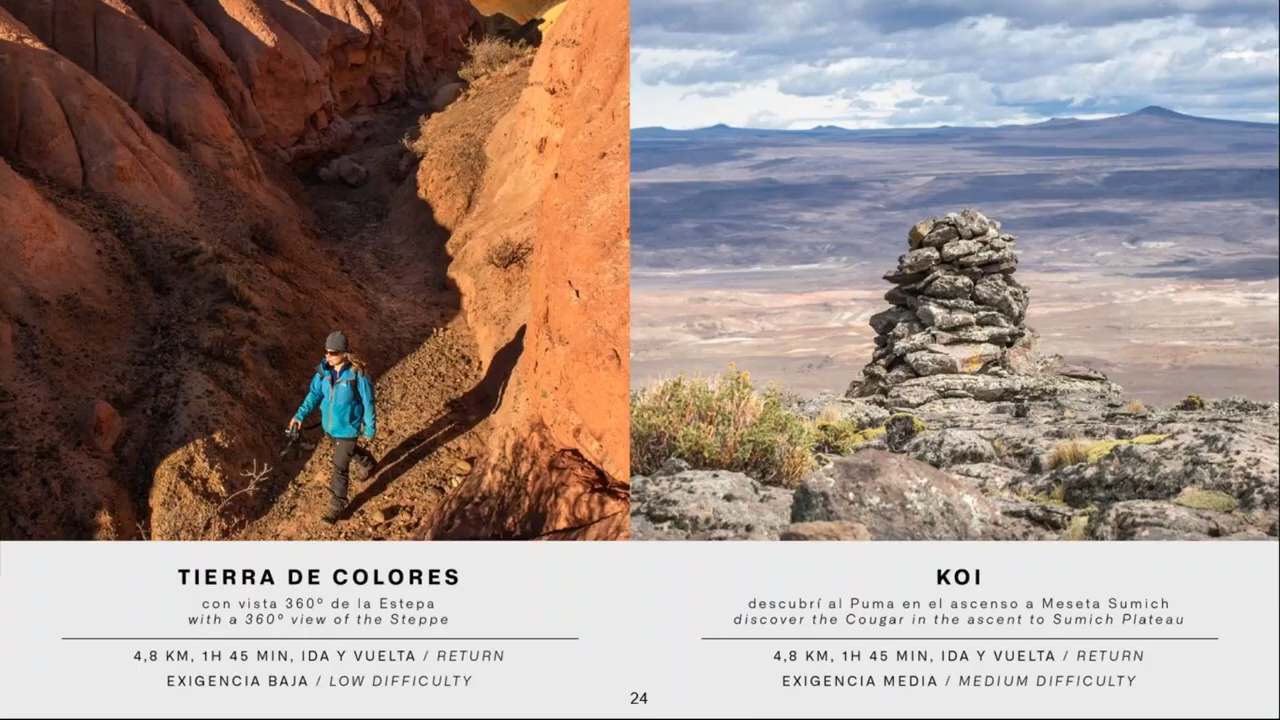 TIERRA DE COLORES
con vista 360º de la Estepa
with a 360º view of the Steppe
4,8 KM, 1H 45 MIN, IDA Y VUELTA / RETURN
EXIGENCIA BAJA / LOW DIFFICULTY
KOI
descubrí al Puma en el ascenso a Meseta Sumich
discover the Cougar in the ascent to Sumich Plateau
4,8 KM, 1H 45 MIN, IDA Y VUELTA / RETURN
EXIGENCIA MEDIA / MEDIUM DIFFICULTY
24